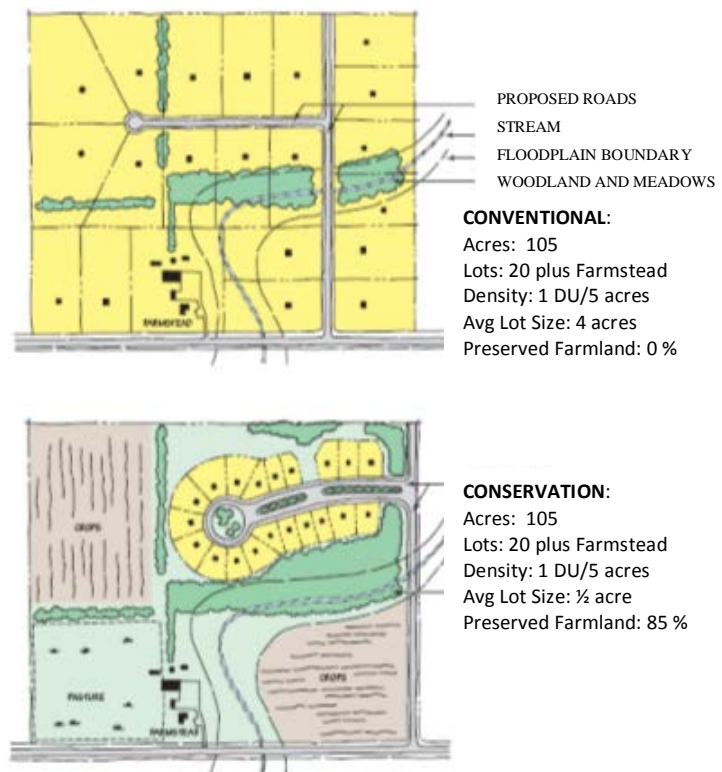 PROPOSED ROADS
STREAM
FLOODPLAIN BOUNDARY
WOODLAND AND MEADOWS
CONVENTIONAL:
Acres: 105
Lots: 20 plus Farmstead
Density: 1 DU/5 acres
Avg Lot Size: 4 acres
Preserved Farmland: 0 %
FARMSTEAD
CROPS
CONSERVATION:
Acres: 105
Lots: 20 plus Farmstead
Density: 1 DU/5 acres
Avg Lot Size: ½ acre
Preserved Farmland: 85 %
PASTURE
CROPS
FARMSTEAD